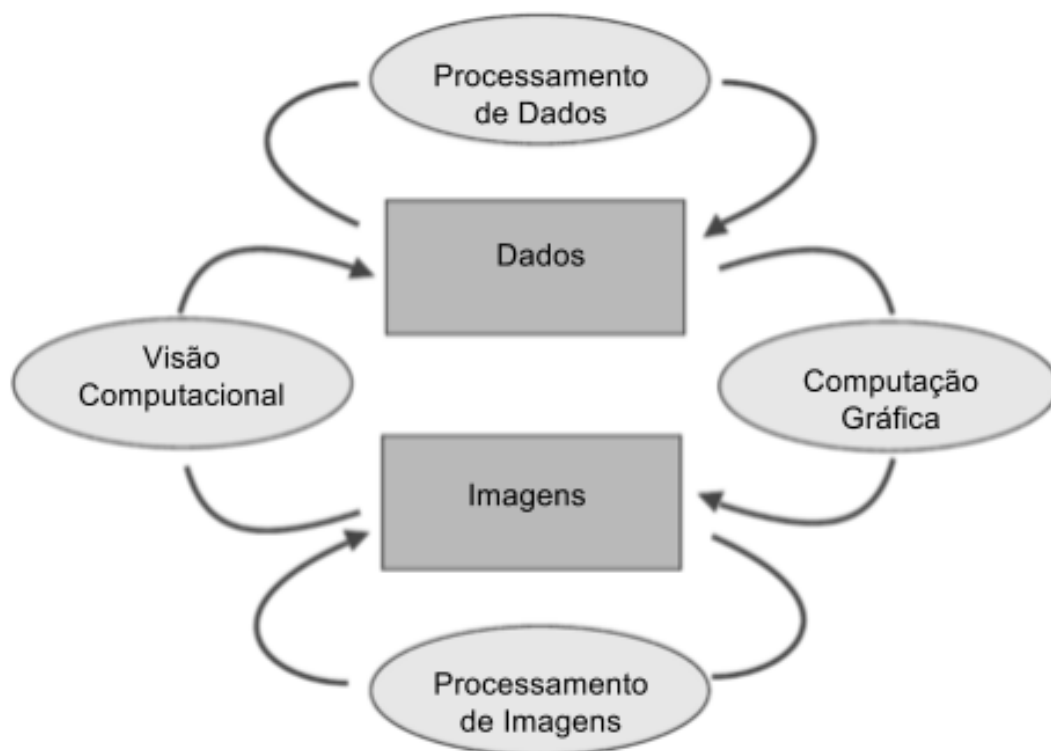 Processamento
de Dados
Dados
Visão
Computacional
Computação
Gráfica
Imagens
Processamento
de Imagens